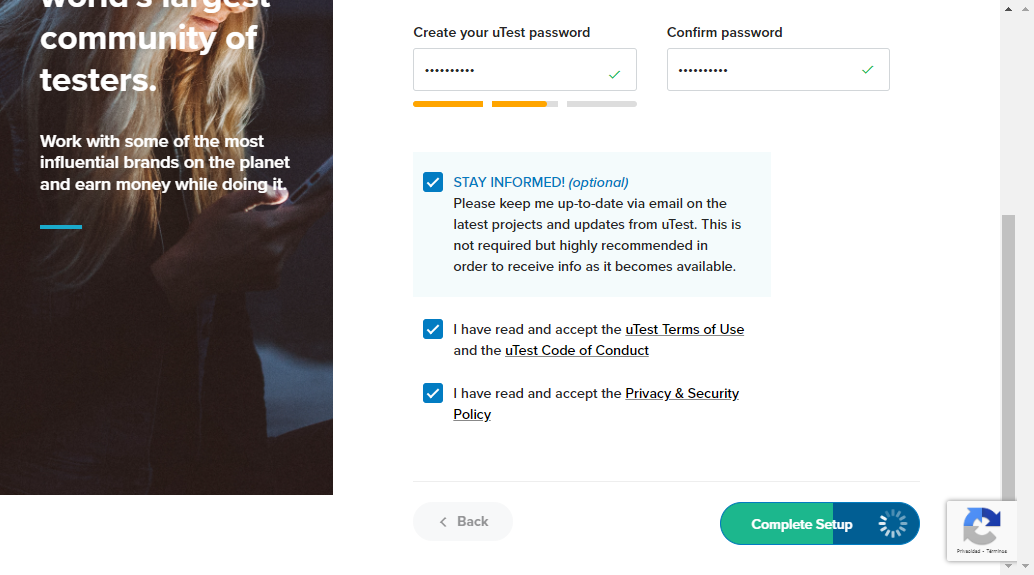 world's largest
community of
testers.
Work with some of the most
influential brands on the planet
and earn money while doing it.
Create your uTest password
Confirm password
••••••••••
••••••••••
STAY INFORMED! (optional)
Please keep me up-to-date via email on the
latest projects and updates from uTest. This is
not required but highly recommended in
order to receive info as it becomes available.
I have read and accept the uTest Terms of Use
and the uTest Code of Conduct
I have read and accept the Privacy & Security
Policy
Back
Complete Setup
Privacidad - Términos